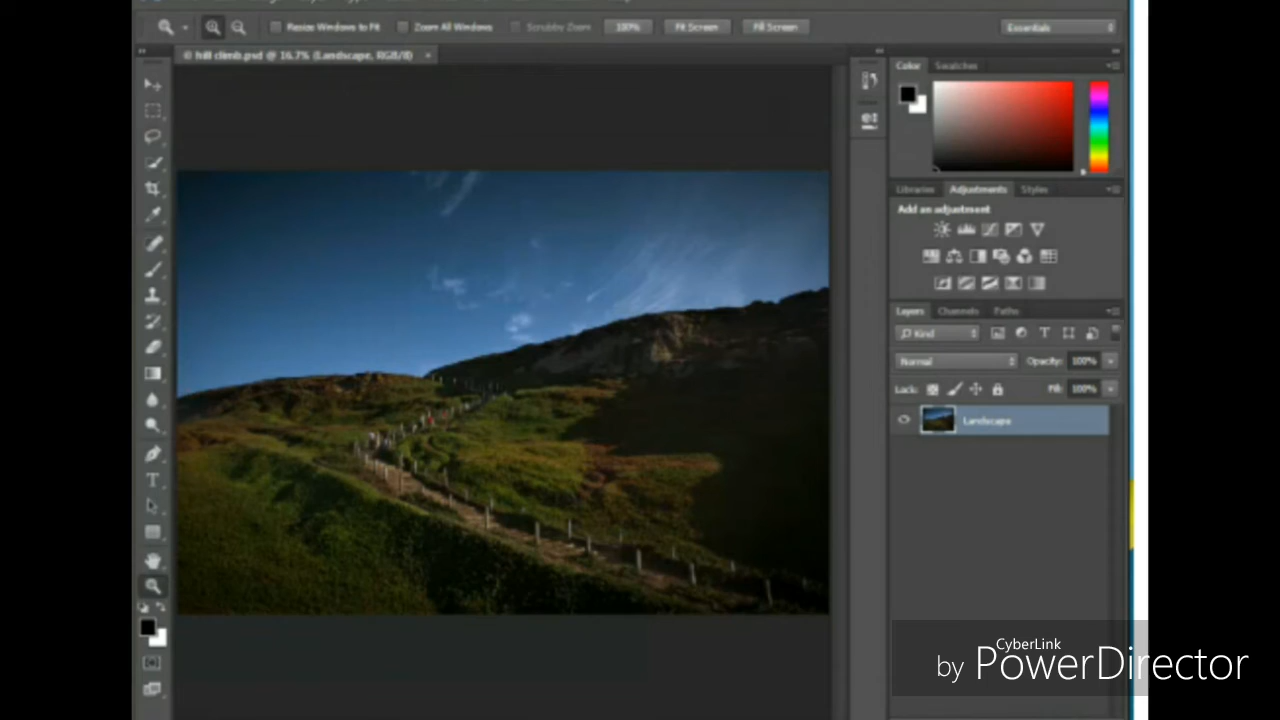 Resize Windows to Fit Zoom All Windows Scrubby Zoom 100% Fit Screen Fill Screen Essentials
© hill climb.psd @ 16.7% (Landscape, RGB/8) ×
Color Swatches
Libraries Adjustments Styles
Add an adjustment
Layers Channels Paths
Kind
Normal Opacity: 100%
Lock: Fill: 100%
Landscape
CyberLink
by PowerDirector